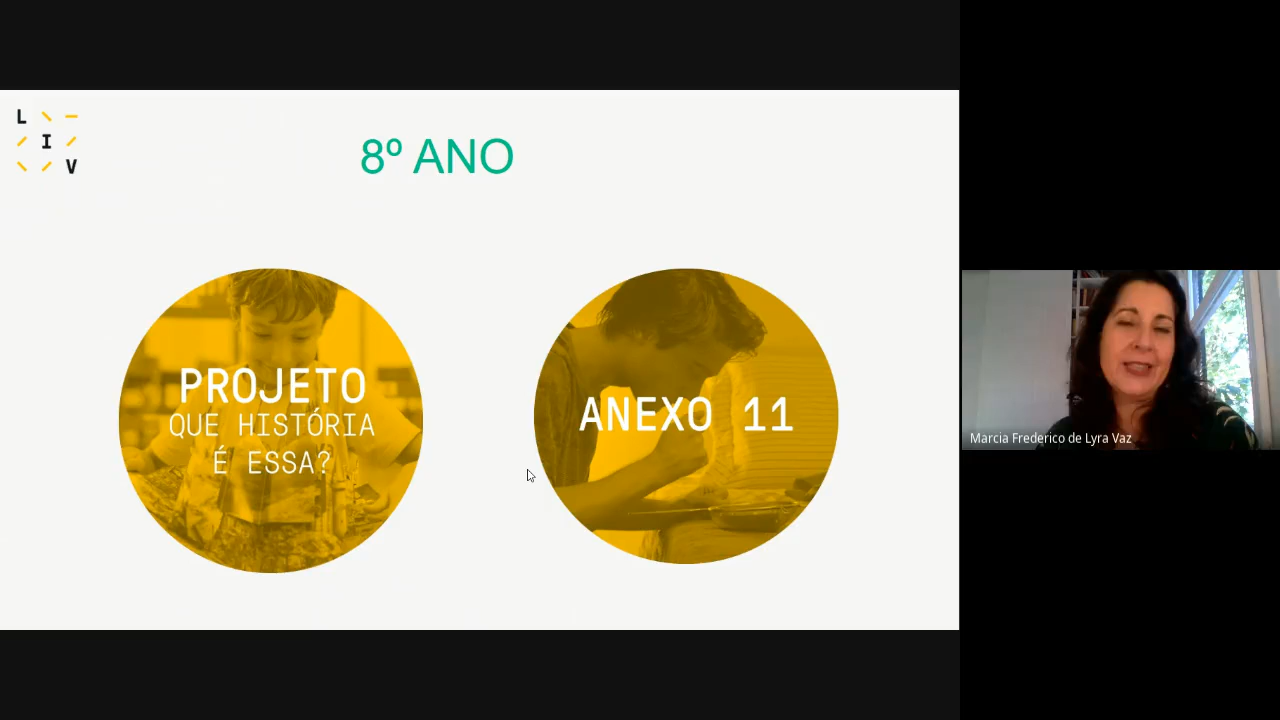 L
I
V
8º ANO
PROJETO
QUE HISTÓRIA
É ESSA?
ANEXO 11
Marcia Frederico de Lyra Vaz